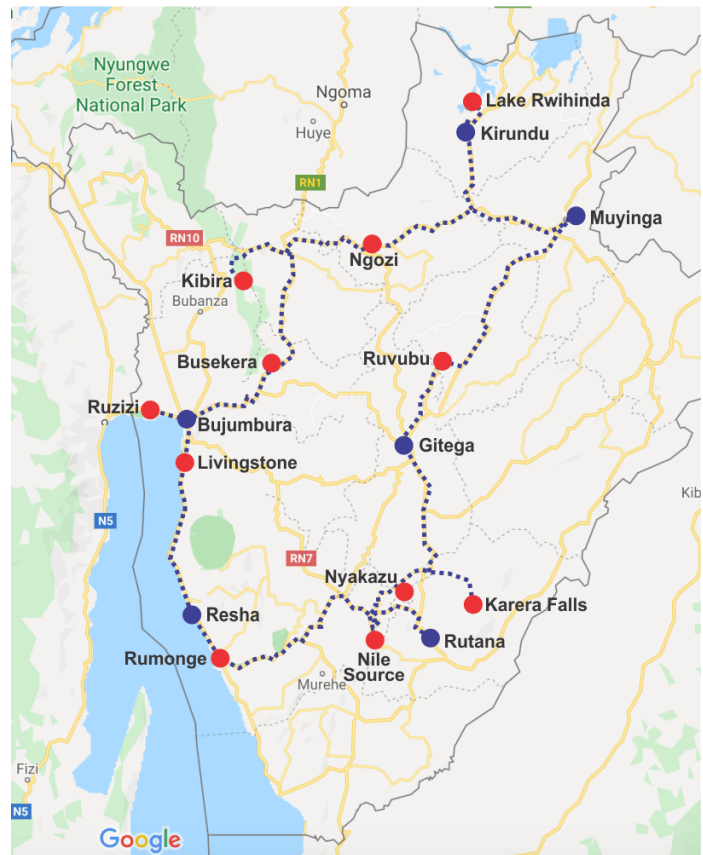 Nyungwe
Forest
National Park
Ngoma
Huye
Lake Rwihinda
Kirundu
RN1
Muyinga
RN10
Ngozi
Kibira
Bubanza
Busekera
Ruvubu
Ruzizi
Bujumbura
Gitega
Livingstone
Kib
N5
RN7
Nyakazu
Karera Falls
Resha
Rutana
Rumonge
Nile
Source
Murehe
Fizi
N5
Google